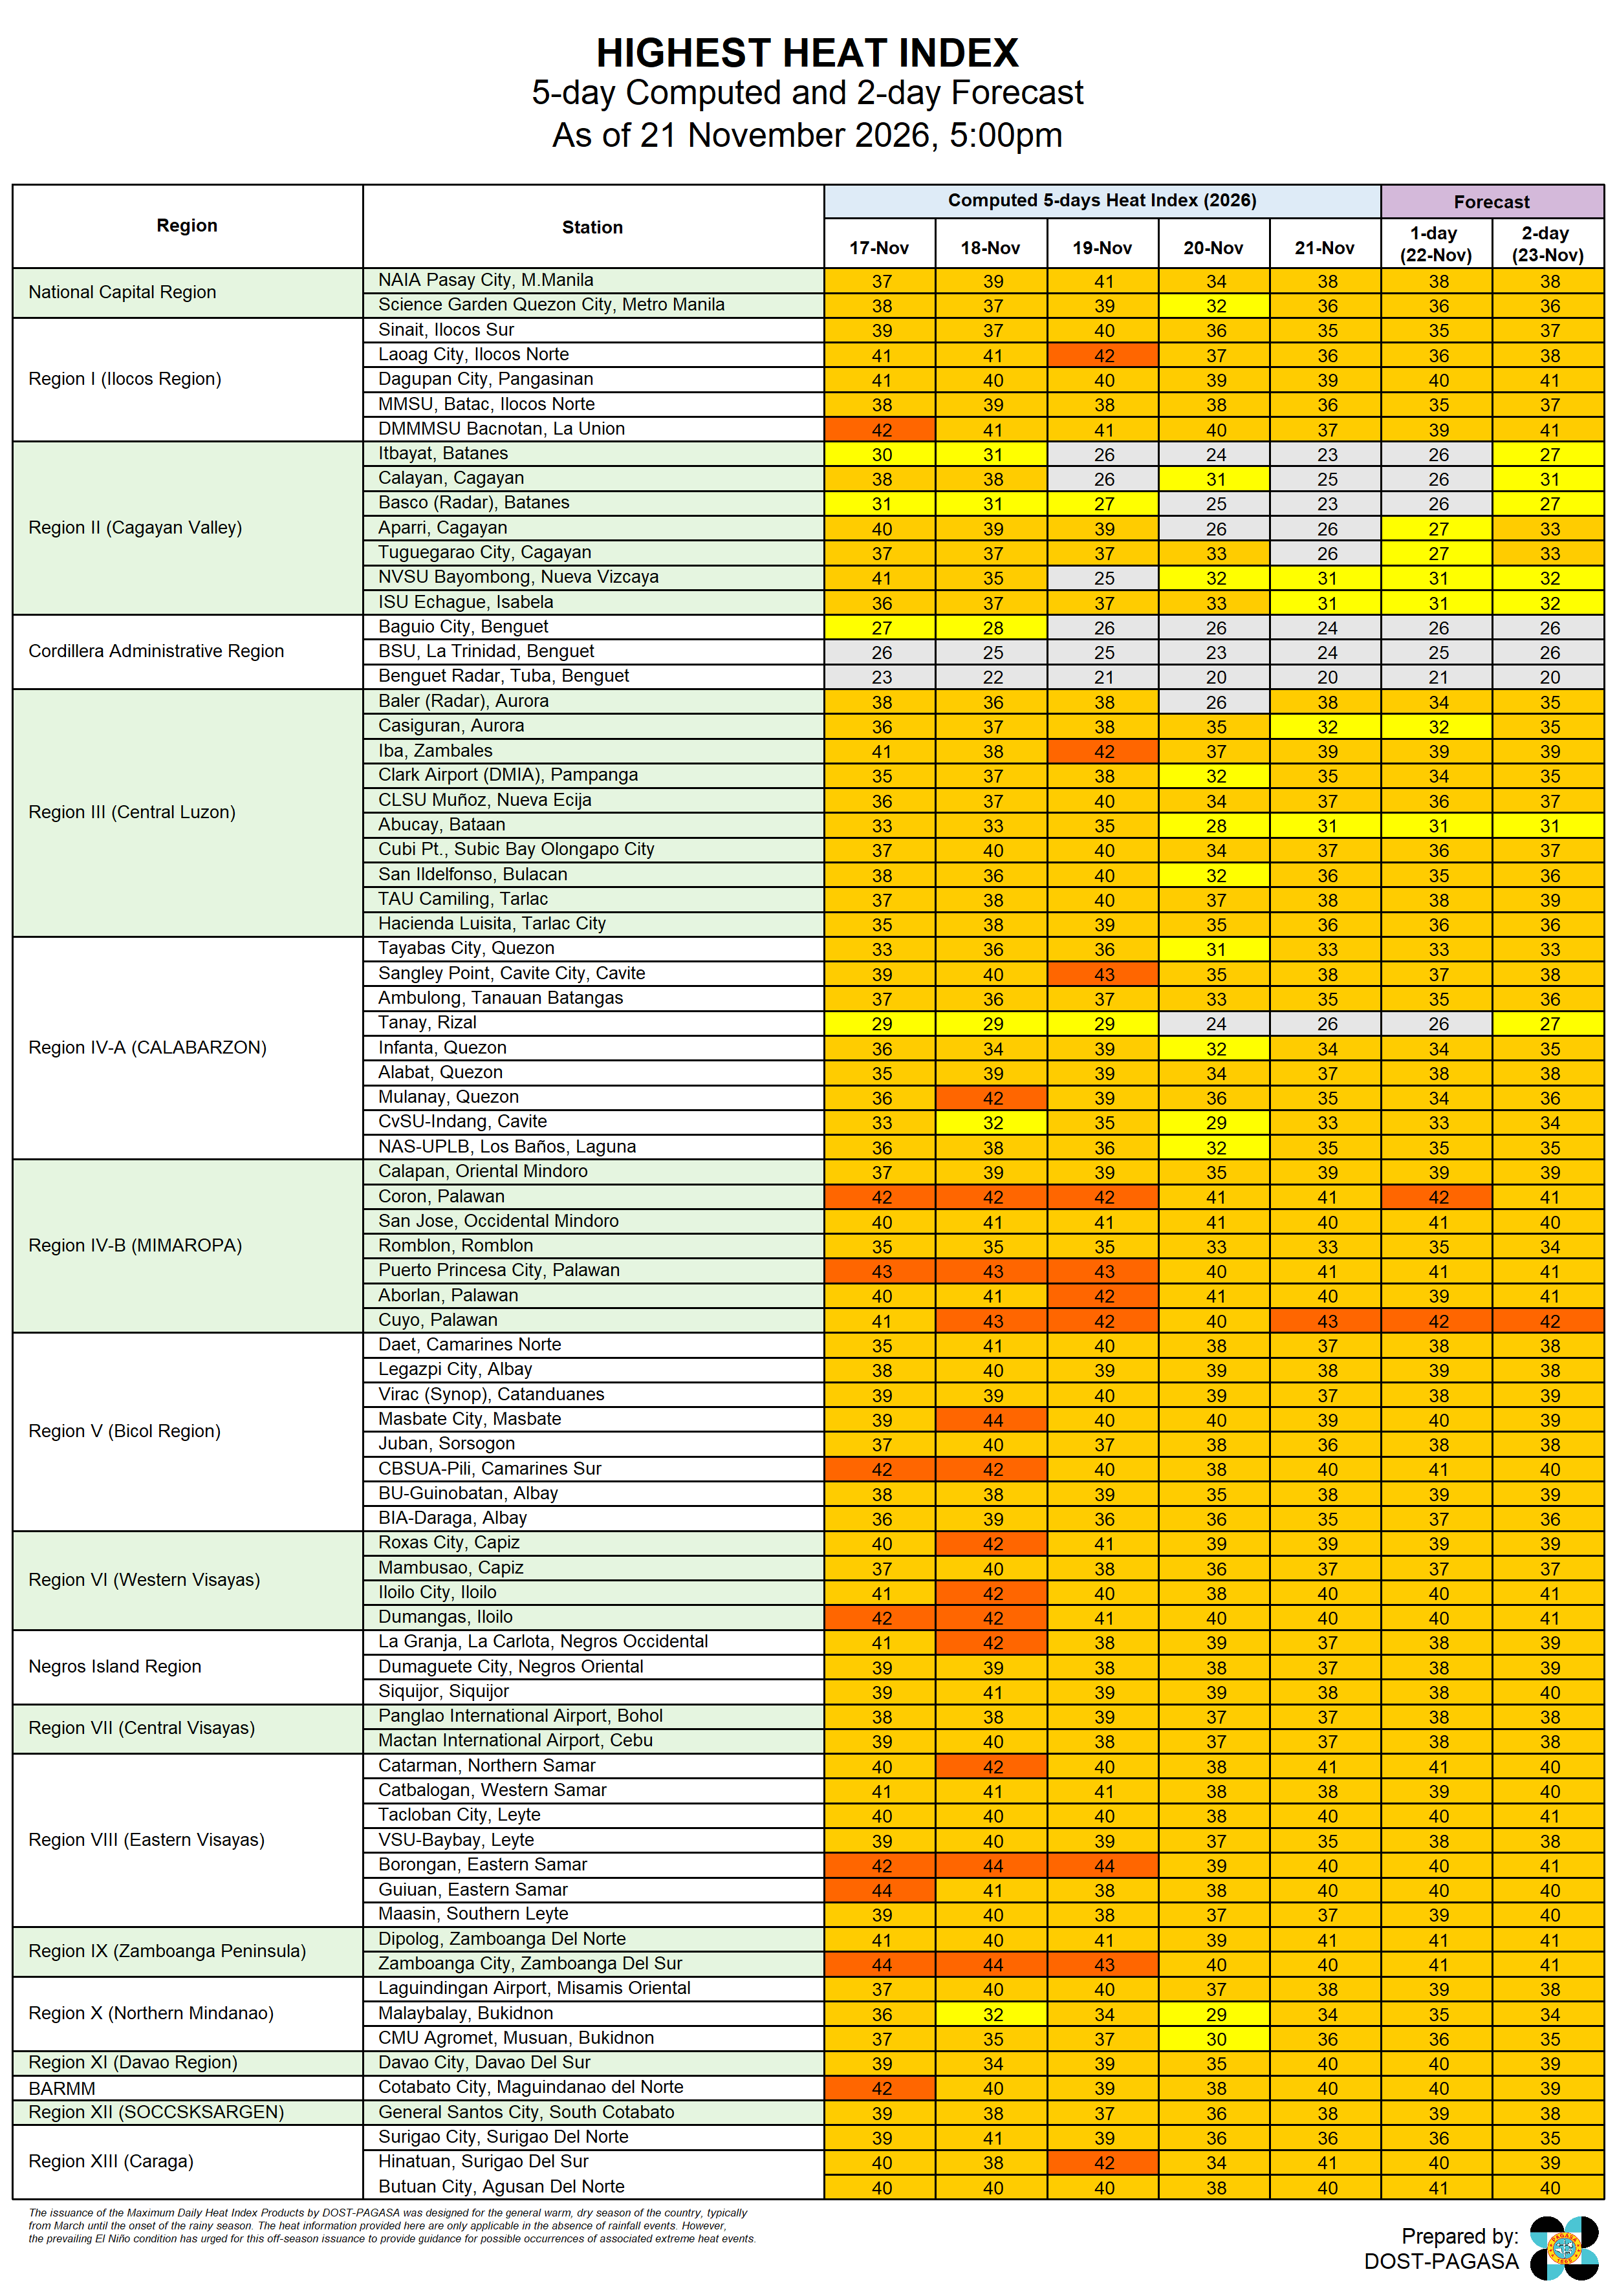 HIGHEST HEAT INDEX
5-day Computed and 2-day Forecast
As of 21 November 2026, 5:00pm
Region Station Computed 5-days Heat Index (2026) Forecast
17-Nov 18-Nov 19-Nov 20-Nov 21-Nov 1-day (22-Nov) 2-day (23-Nov)
National Capital Region
NAIA Pasay City, M.Manila 37 39 41 34 38 38 38
Science Garden Quezon City, Metro Manila 38 37 39 32 36 36 36
Region I (Ilocos Region)
Sinait, Ilocos Sur 39 37 40 36 35 35 37
Laoag City, Ilocos Norte 41 41 42 37 36 36 38
Dagupan City, Pangasinan 41 40 40 39 39 40 41
MMSU, Batac, Ilocos Norte 38 39 38 38 36 35 37
DMMMSU Bacnotan, La Union 42 41 41 40 37 39 41
Region II (Cagayan Valley)
Itbayat, Batanes 30 31 26 24 23 26 27
Calayan, Cagayan 38 38 26 31 25 26 31
Basco (Radar), Batanes 31 31 27 25 23 26 27
Aparri, Cagayan 40 39 39 26 26 27 33
Tuguegarao City, Cagayan 37 37 37 33 26 27 33
NVSU Bayombong, Nueva Vizcaya 41 35 25 32 31 31 32
ISU Echague, Isabela 36 37 37 33 31 31 32
Cordillera Administrative Region
Baguio City, Benguet 27 28 26 26 24 26 26
BSU, La Trinidad, Benguet 26 25 25 23 24 25 26
Benguet Radar, Tuba, Benguet 23 22 21 20 20 21 20
Region III (Central Luzon)
Baler (Radar), Aurora 38 36 38 26 38 34 35
Casiguran, Aurora 36 37 38 35 32 32 35
Iba, Zambales 41 38 42 37 39 39 39
Clark Airport (DMIA), Pampanga 35 37 38 32 35 34 35
CLSU Muñoz, Nueva Ecija 36 37 40 34 37 36 37
Abucay, Bataan 33 33 35 28 31 31 31
Cubi Pt., Subic Bay Olongapo City 37 40 40 34 37 36 37
San Ildefonso, Bulacan 38 36 40 32 36 35 36
TAU Camiling, Tarlac 37 38 40 37 38 38 39
Hacienda Luisita, Tarlac City 35 38 39 35 36 36 36
Region IV-A (CALABARZON)
Tayabas City, Quezon 33 36 36 31 33 33 33
Sangley Point, Cavite City, Cavite 39 40 43 35 38 37 38
Ambulong, Tanauan Batangas 37 36 37 33 35 35 36
Tanay, Rizal 29 29 29 24 26 26 27
Infanta, Quezon 36 34 39 32 34 34 35
Alabat, Quezon 35 39 39 34 37 38 38
Mulanay, Quezon 36 42 39 36 35 34 36
CvSU-Indang, Cavite 33 32 35 29 33 33 34
NAS-UPLB, Los Baños, Laguna 36 38 36 32 35 35 35
Region IV-B (MIMAROPA)
Calapan, Oriental Mindoro 37 39 39 35 39 39 39
Coron, Palawan 42 42 42 41 41 42 41
San Jose, Occidental Mindoro 40 41 41 41 40 41 40
Romblon, Romblon 35 35 35 33 33 35 34
Puerto Princesa City, Palawan 43 43 43 40 41 41 41
Aborlan, Palawan 40 41 42 41 40 39 41
Cuyo, Palawan 41 43 42 40 43 42 42
Region V (Bicol Region)
Daet, Camarines Norte 35 41 40 38 37 38 38
Legazpi City, Albay 38 40 39 39 38 39 38
Virac (Synop), Catanduanes 39 39 40 39 37 38 39
Masbate City, Masbate 39 44 40 40 39 40 39
Juban, Sorsogon 37 40 37 38 36 38 38
CBSUA-Pili, Camarines Sur 42 42 40 38 40 41 40
BU-Guinobatan, Albay 38 38 39 35 38 39 39
BIA-Daraga, Albay 36 39 36 36 35 37 36
Region VI (Western Visayas)
Roxas City, Capiz 40 42 41 39 39 39 39
Mambusao, Capiz 37 40 38 36 37 37 37
Iloilo City, Iloilo 41 42 40 38 40 40 41
Dumangas, Iloilo 42 42 41 40 40 40 41
Negros Island Region
La Granja, La Carlota, Negros Occidental 41 42 38 39 37 38 39
Dumaguete City, Negros Oriental 39 39 38 38 37 38 39
Siquijor, Siquijor 39 41 39 39 38 38 40
Region VII (Central Visayas)
Panglao International Airport, Bohol 38 38 39 37 37 38 38
Mactan International Airport, Cebu 39 40 38 37 37 38 38
Region VIII (Eastern Visayas)
Catarman, Northern Samar 40 42 40 38 41 41 40
Catbalogan, Western Samar 41 41 41 38 38 39 40
Tacloban City, Leyte 40 40 40 38 40 40 41
VSU-Baybay, Leyte 39 40 39 37 35 38 38
Borongan, Eastern Samar 42 44 44 39 40 40 41
Guiuan, Eastern Samar 44 41 38 38 40 40 40
Maasin, Southern Leyte 39 40 38 37 37 39 40
Region IX (Zamboanga Peninsula)
Dipolog, Zamboanga Del Norte 41 40 41 39 41 41 41
Zamboanga City, Zamboanga Del Sur 44 44 43 40 40 41 41
Region X (Northern Mindanao)
Laguindingan Airport, Misamis Oriental 37 40 40 37 38 39 38
Malaybalay, Bukidnon 36 32 34 29 34 35 34
CMU Agromet, Musuan, Bukidnon 37 35 37 30 36 36 35
Region XI (Davao Region) Davao City, Davao Del Sur 39 34 39 35 40 40 39
BARMM Cotabato City, Maguindanao del Norte 42 40 39 38 40 40 39
Region XII (SOCCSKSARGEN) General Santos City, South Cotabato 39 38 37 36 38 39 38
Region XIII (Caraga)
Surigao City, Surigao Del Norte 39 41 39 36 36 36 35
Hinatuan, Surigao Del Sur 40 38 42 34 41 40 39
Butuan City, Agusan Del Norte 40 40 40 38 40 41 40
The issuance of the Maximum Daily Heat Index Products by DOST-PAGASA was designed for the general warm, dry season of the country, typically
from March until the onset of the rainy season. The heat information provided here are only applicable in the absence of rainfall events. However,
the prevailing El Niño condition has urged for this off-season issuance to provide guidance for possible occurrences of associated extreme heat events.
Prepared by:
DOST-PAGASA
PAGASA